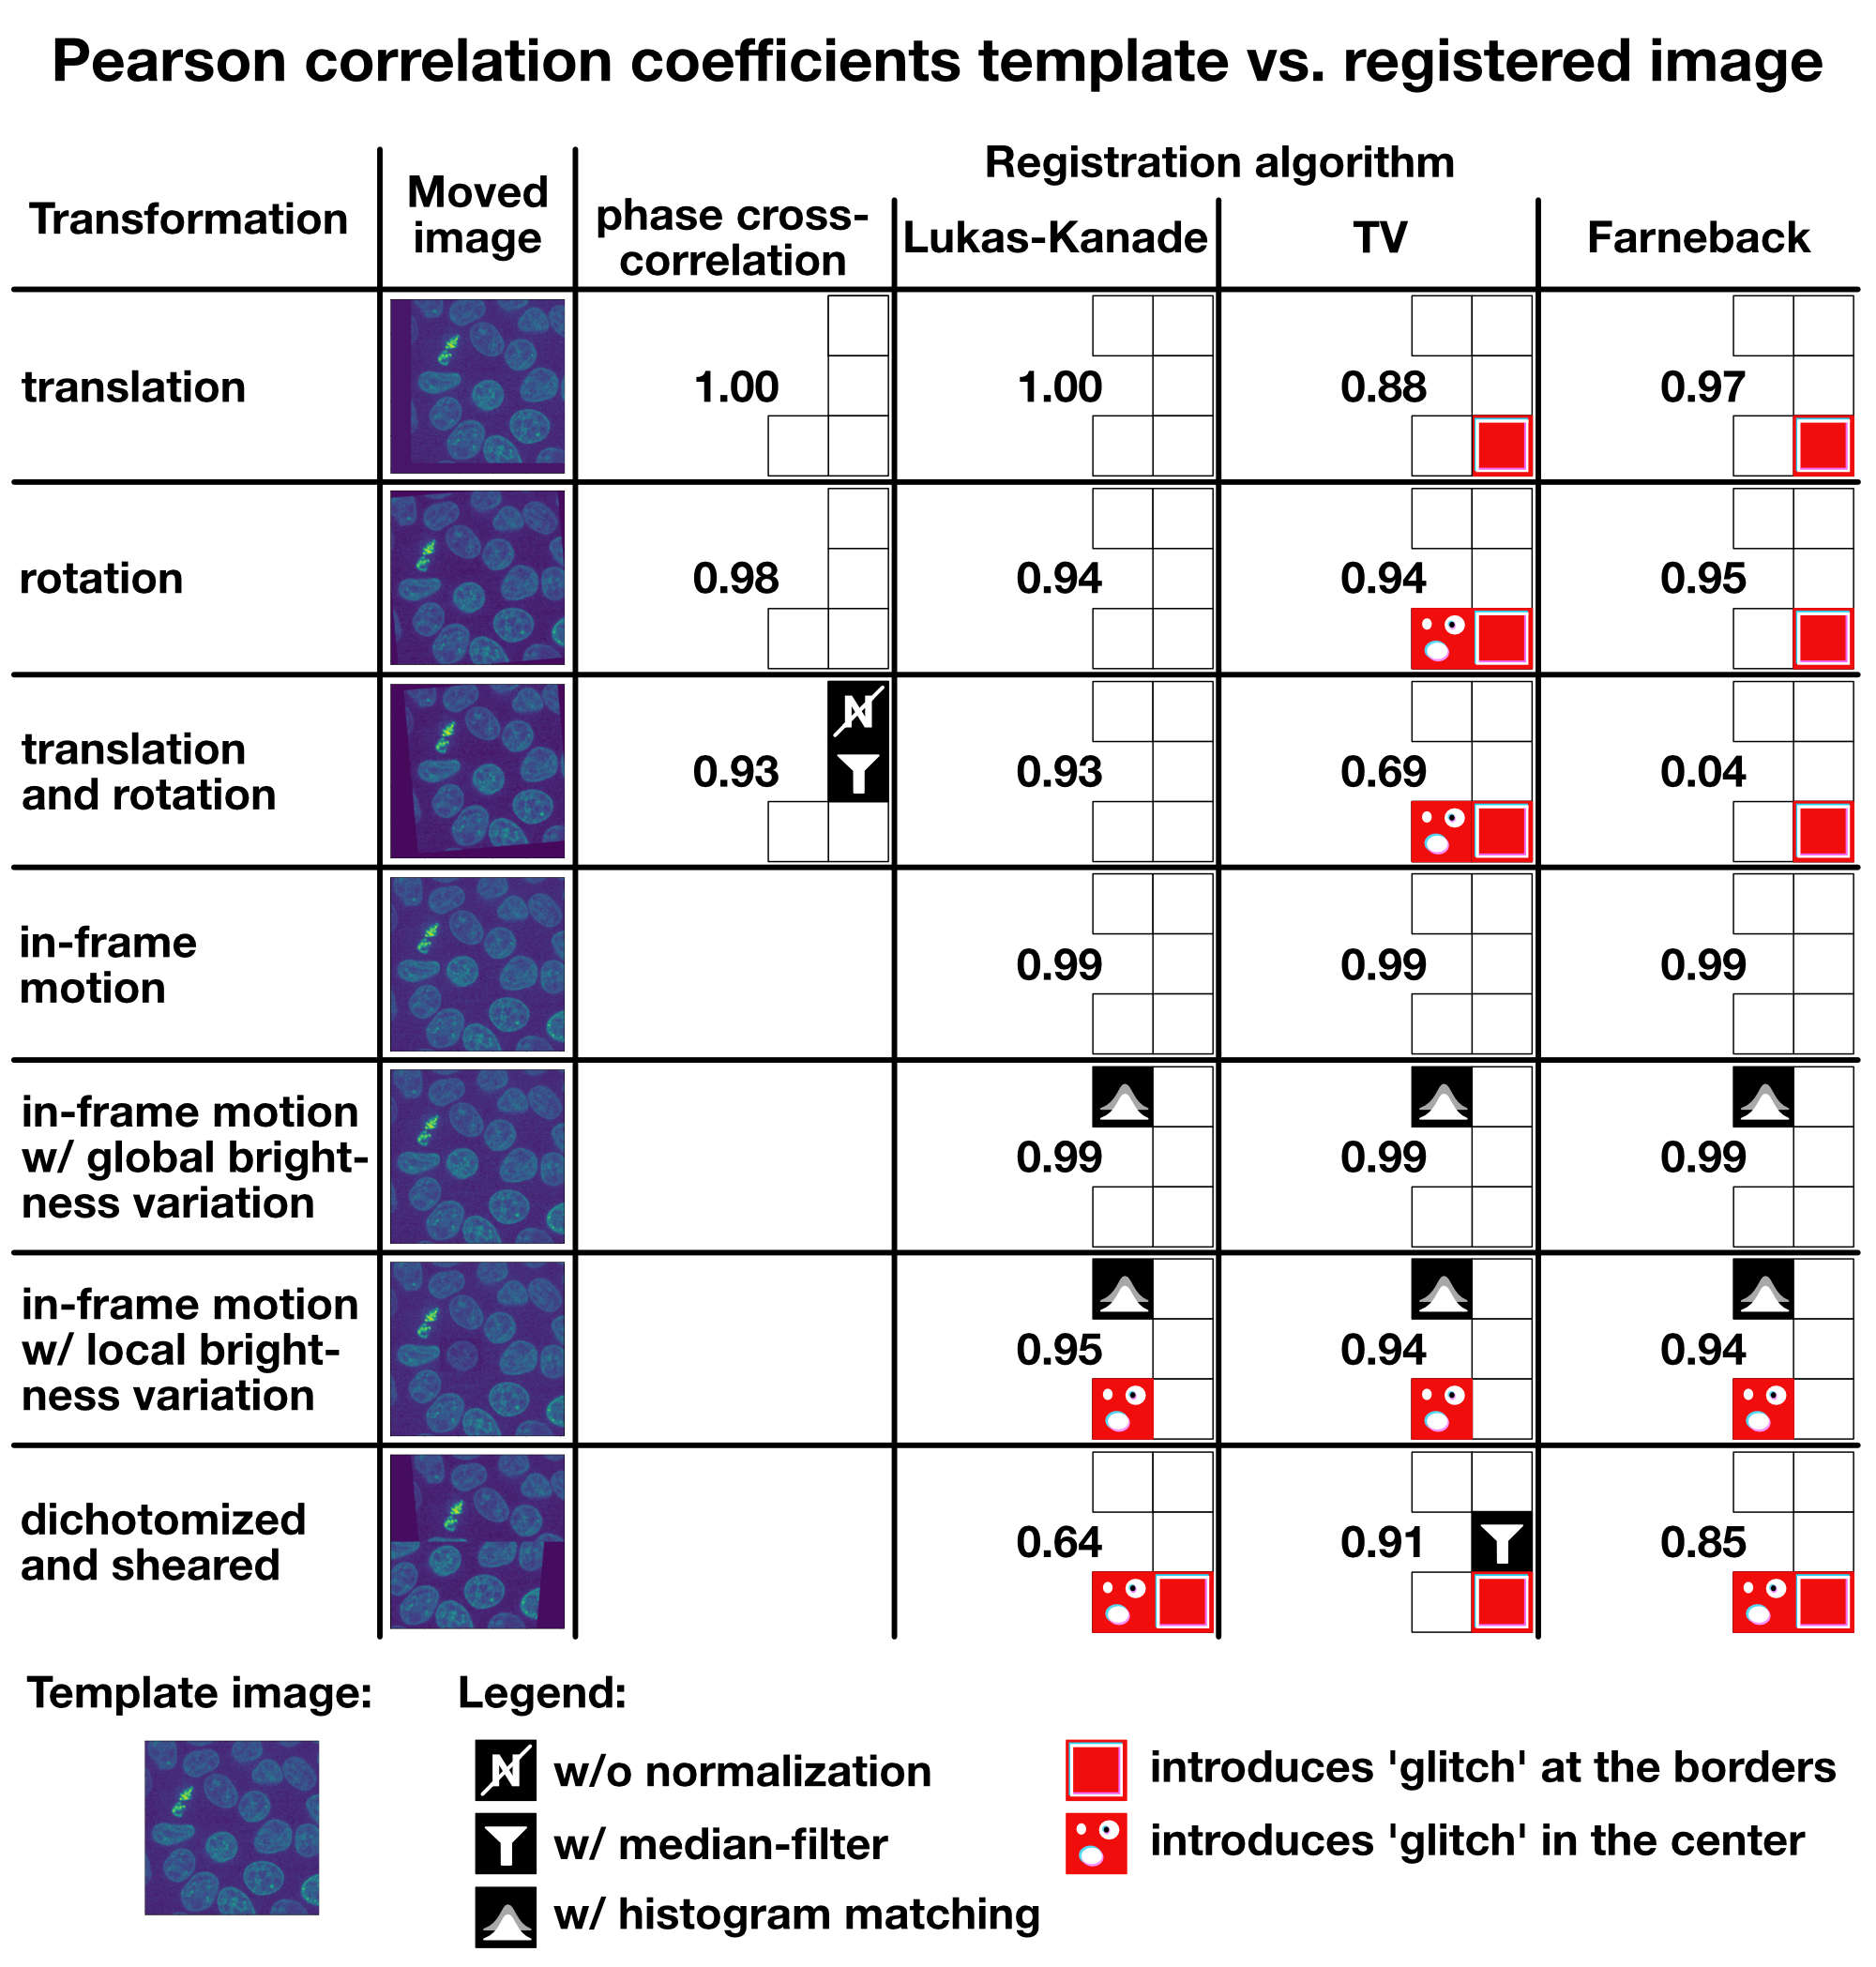 Pearson correlation coefficients template vs. registered image
Registration algorithm
Transformation
Moved
image
phase cross-
correlation
Lukas-Kanade
TV
Farneback
translation
1.00
1.00
0.88
0.97
rotation
0.98
0.94
0.94
0.95
translation
and rotation
0.93
N
0.93
0.69
0.04
in-frame
motion
0.99
0.99
0.99
in-frame motion
w/ global bright-
ness variation
0.99
0.99
0.99
in-frame motion
w/ local bright-
ness variation
0.95
0.94
0.94
dichotomized
and sheared
0.64
0.91
0.85
Template image:
Legend:
N
w/o normalization
w/ median-filter
w/ histogram matching
introduces 'glitch' at the borders
introduces 'glitch' in the center